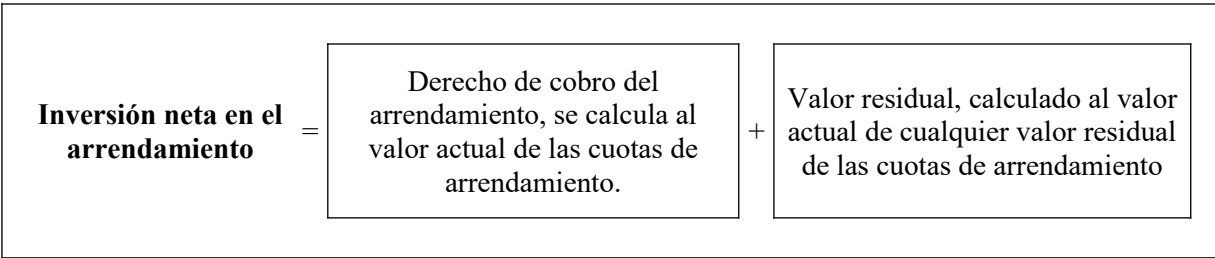 Inversión neta en el
arrendamiento
=
Derecho de cobro del
arrendamiento, se calcula al
valor actual de las cuotas de
arrendamiento.
+
Valor residual, calculado al valor
actual de cualquier valor residual
de las cuotas de arrendamiento